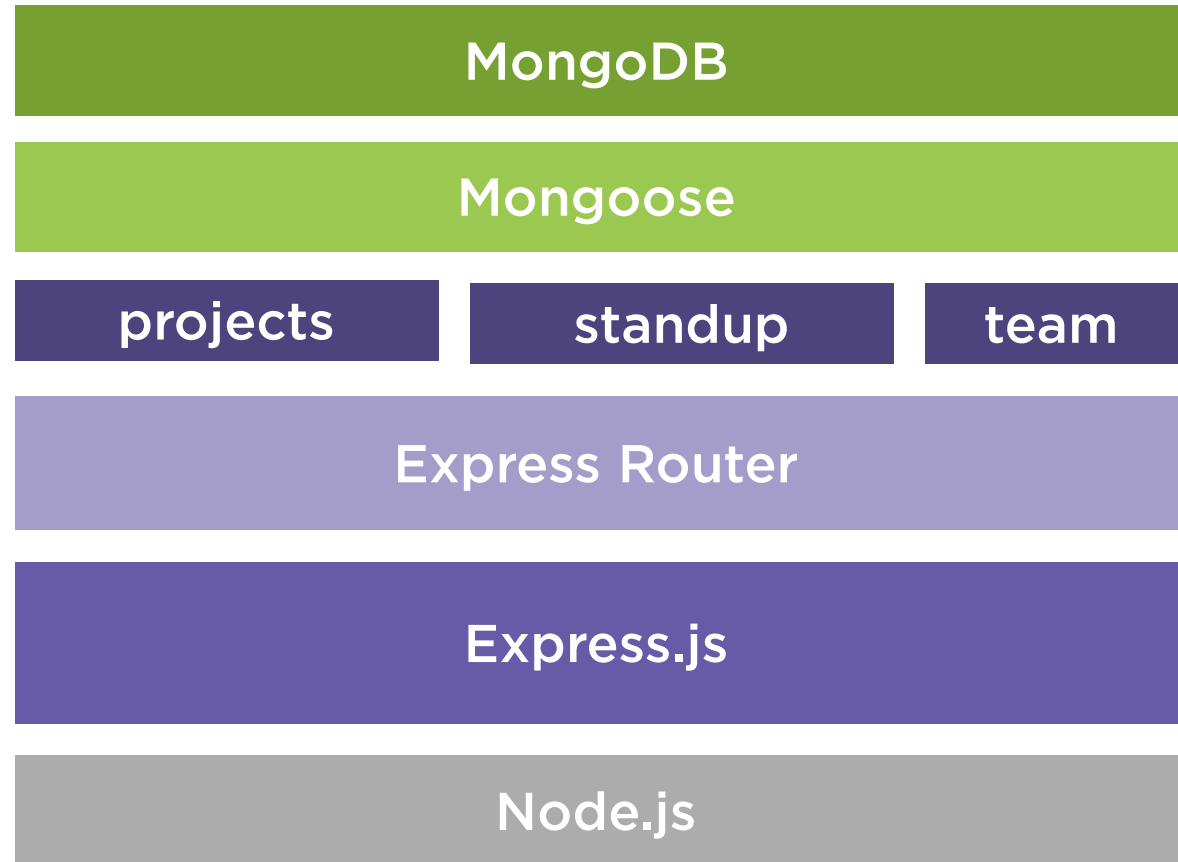 MongoDB
Mongoose
projects
standup
team
Express Router
Express.js
Node.js